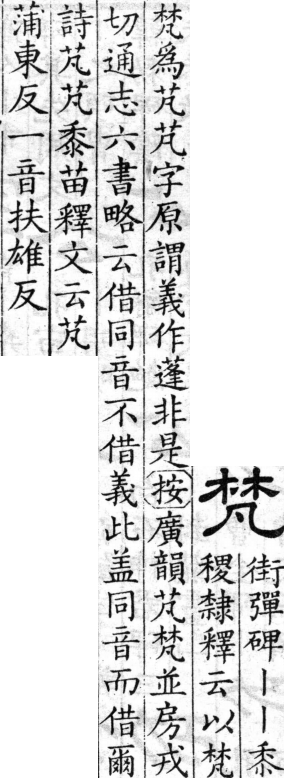 梵
街彈碑丨丨黍
稷隸釋云以梵
梵爲芃芃字原謂義作蓬非是按廣韻芃梵並房戎
切通志六書略云借同音不借義此盖同音而借爾
詩芃芃黍苗釋文云芃
蒲東反一音扶雄反